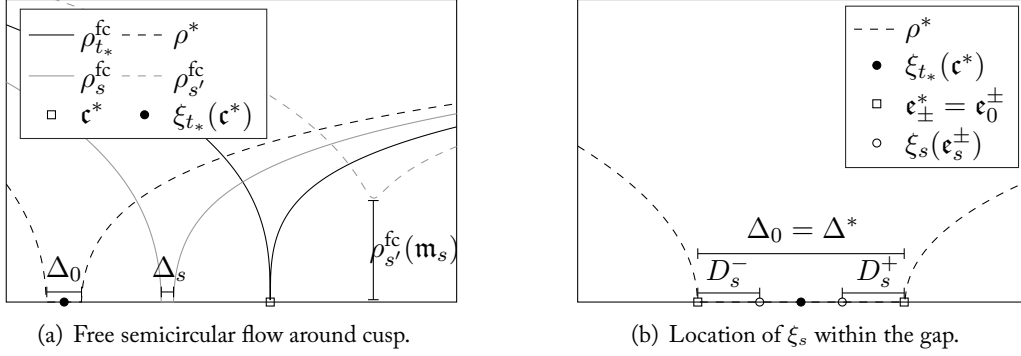 ρ^fc_{t_*} ρ^*
ρ^fc_s ρ^fc_{s'}
𝔠^* ξ_{t_*}(𝔠^*)
Δ_0 Δ_s ρ^fc_{s'}(𝔪_s)
(a) Free semicircular flow around cusp.
ρ^*
ξ_{t_*}(𝔠^*)
𝔢^*_± = 𝔢^±_0
ξ_s(𝔢^±_s)
Δ_0 = Δ^*
D^-_s D^+_s
(b) Location of ξ_s within the gap.